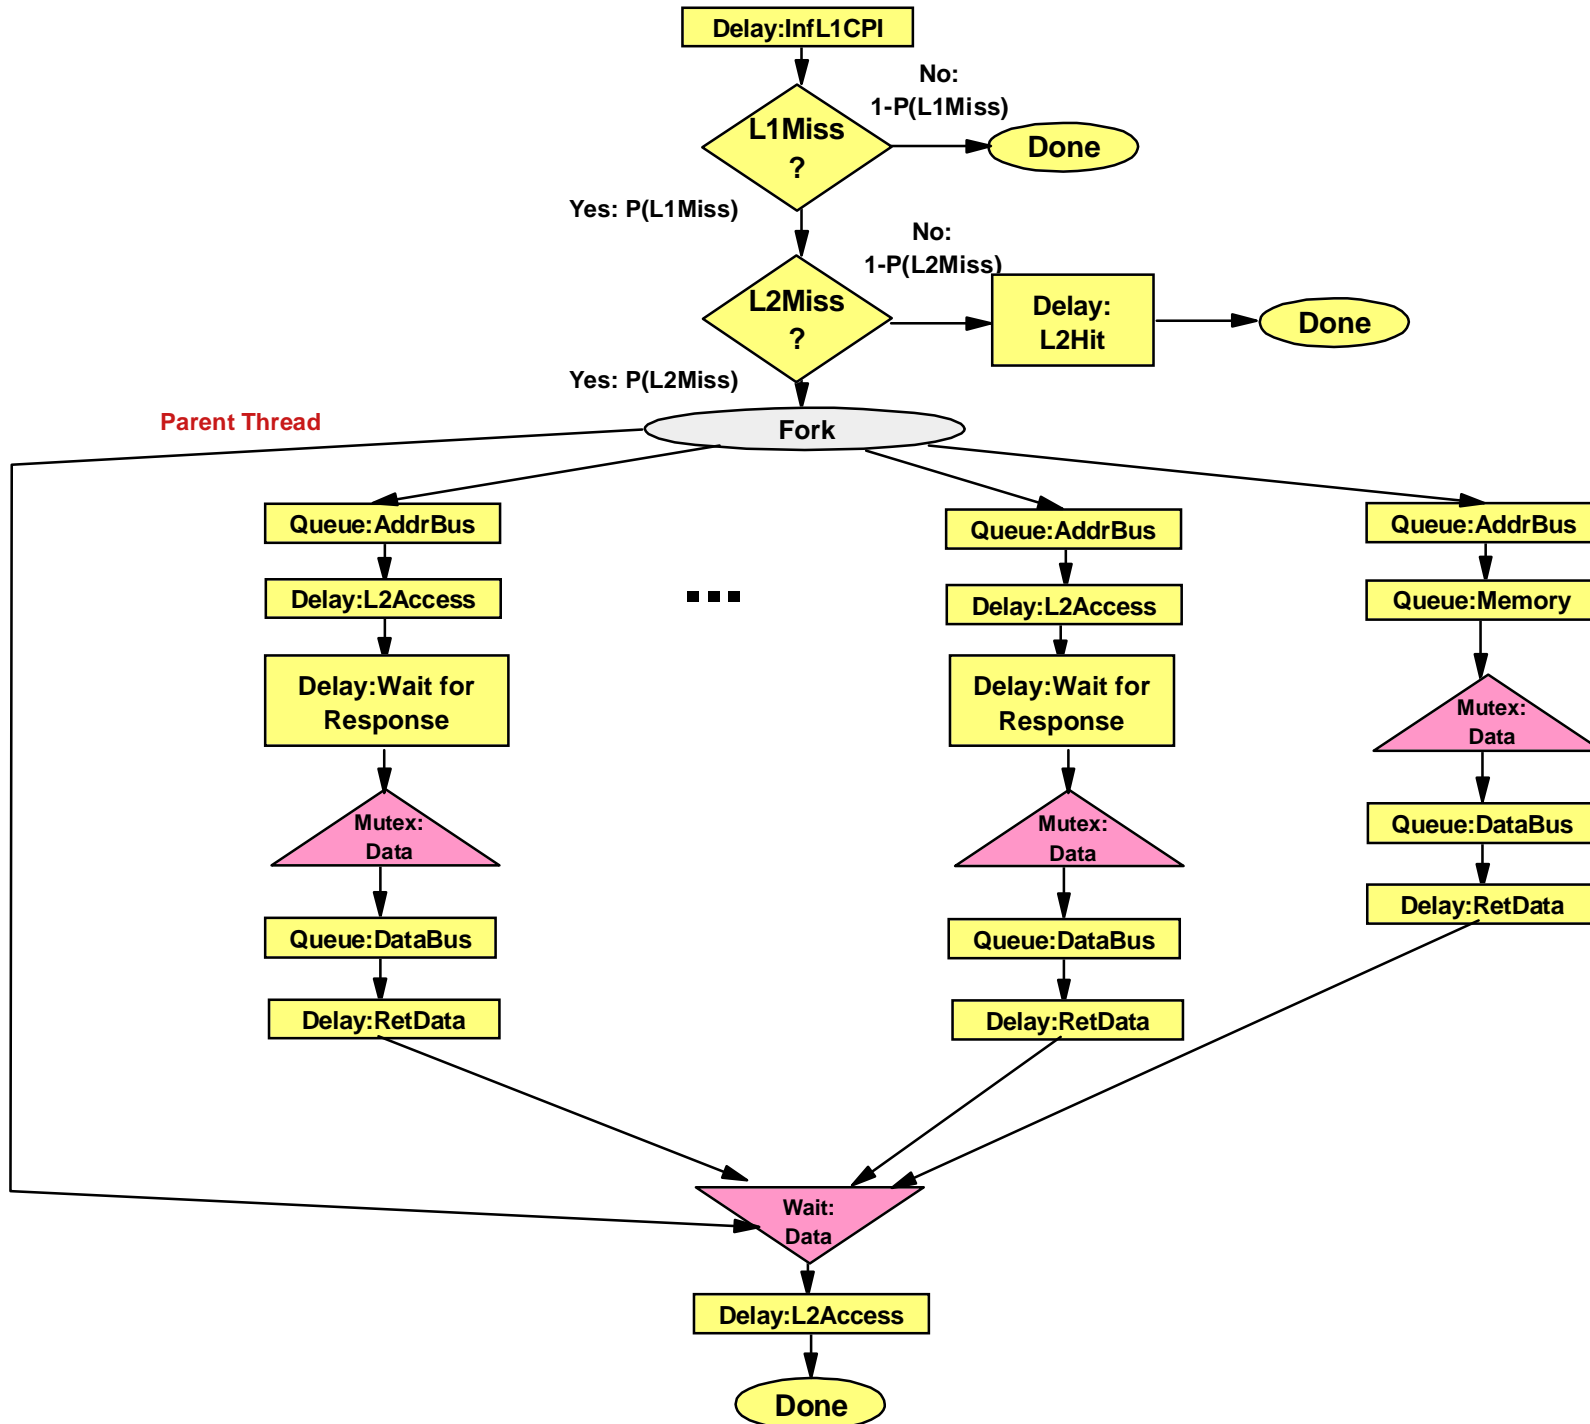 Delay:InfL1CPI
No:
1-P(L1Miss)
L1Miss
?
Done
Yes: P(L1Miss)
No:
1-P(L2Miss)
L2Miss
?
Delay:
L2Hit
Done
Yes: P(L2Miss)
Parent Thread
Fork
Queue:AddrBus
Queue:AddrBus
Queue:AddrBus
Delay:L2Access
Delay:L2Access
Queue:Memory
Delay:Wait for
Response
Delay:Wait for
Response
Mutex:
Data
Mutex:
Data
Mutex:
Data
Queue:DataBus
Queue:DataBus
Queue:DataBus
Delay:RetData
Delay:RetData
Delay:RetData
Wait:
Data
Delay:L2Access
Done